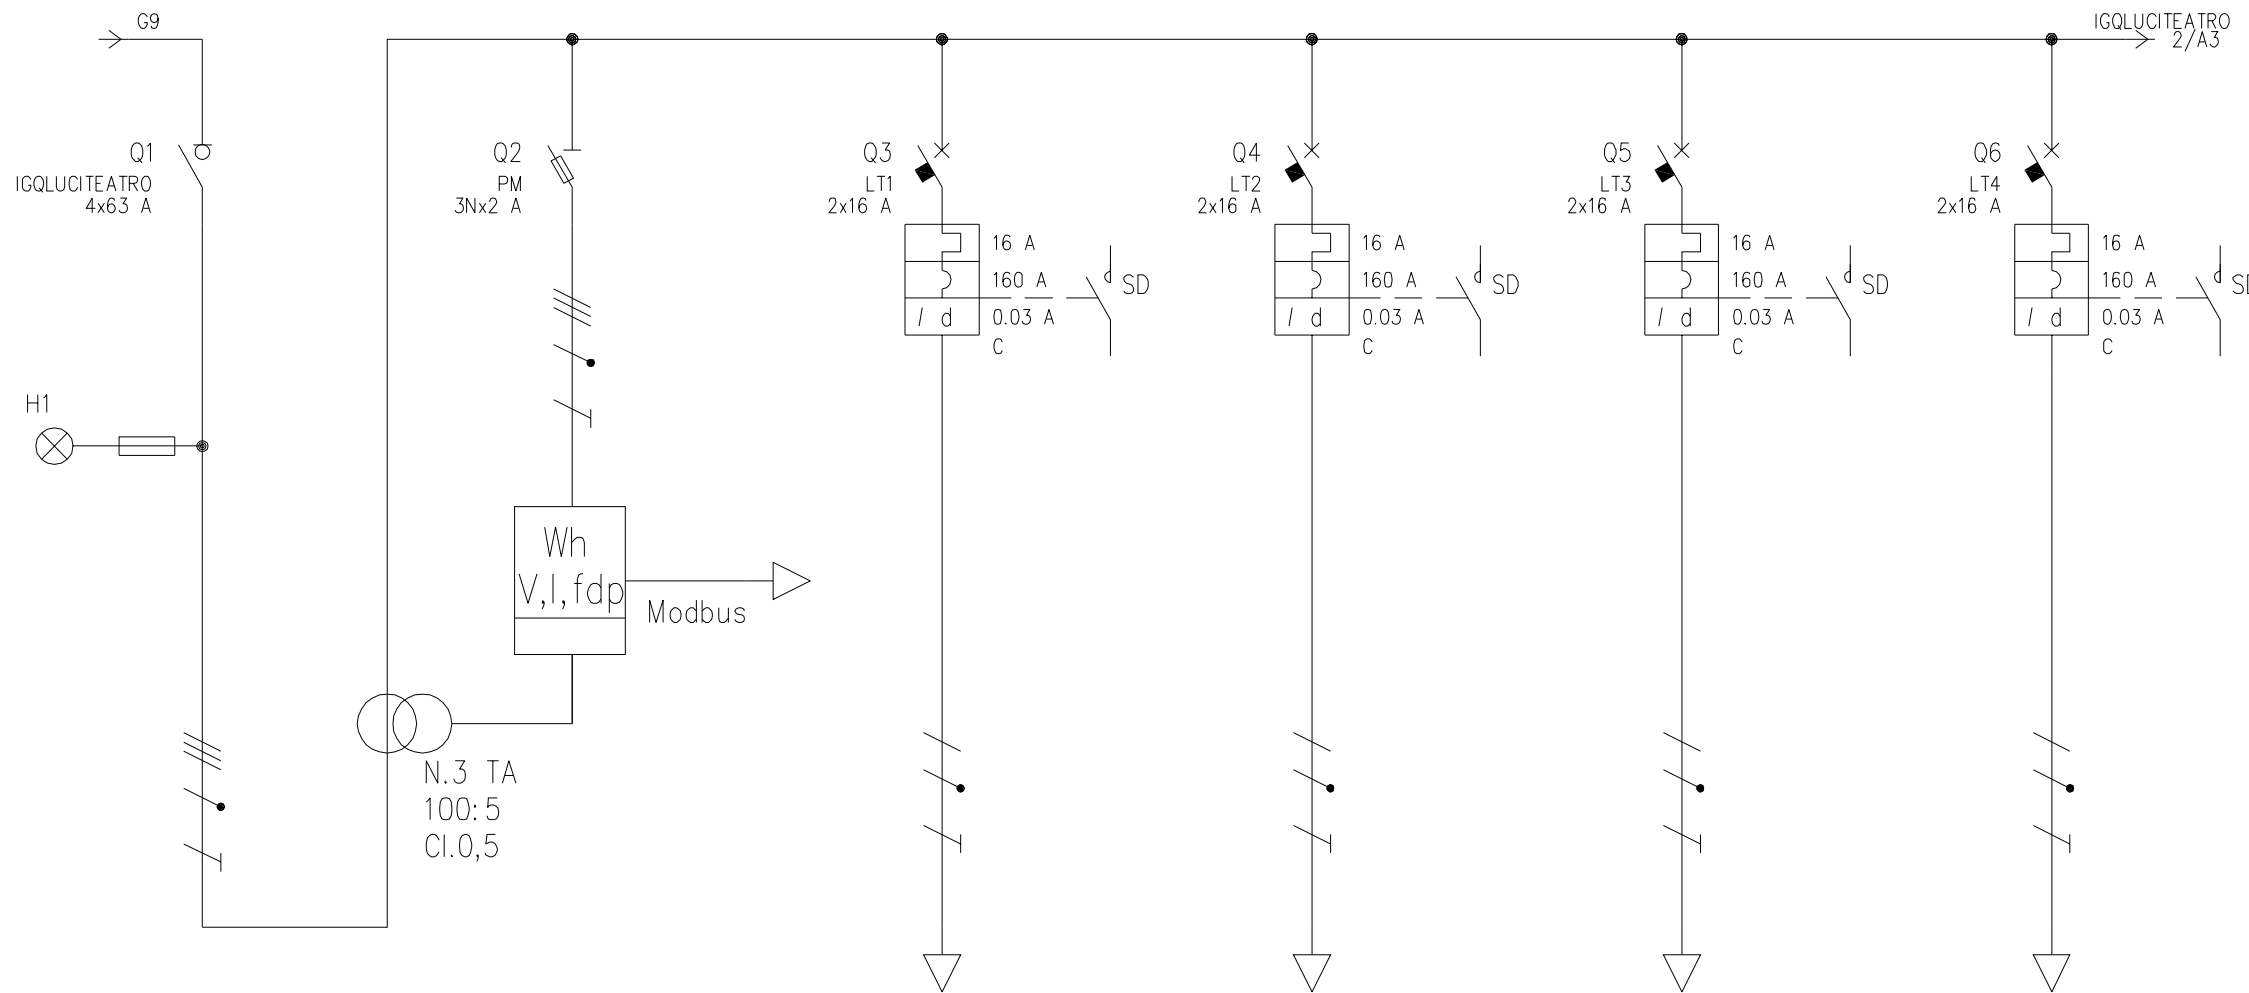 G9
IGQLUCITEATRO
2/A3
Q1
IGQLUCITEATRO
4x63 A
Q2
PM
3Nx2 A
Q3
LT1
2x16 A
16 A
160 A
I d
0.03 A
C
SD
Q4
LT2
2x16 A
16 A
160 A
I d
0.03 A
C
SD
Q5
LT3
2x16 A
16 A
160 A
I d
0.03 A
C
SD
Q6
LT4
2x16 A
16 A
160 A
I d
0.03 A
C
SD
H1
Wh
V,I,fdp
Modbus
N.3 TA
100:5
Cl.0,5